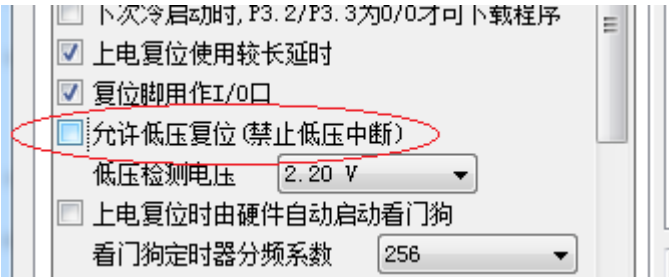 下次冷启动时,P3.2/P3.3为0/0才可下载程序
上电复位使用较长延时
复位脚用作I/O口
允许低压复位(禁止低压中断)
低压检测电压 2.20 V
上电复位时由硬件自动启动看门狗
看门狗定时器分频系数 256